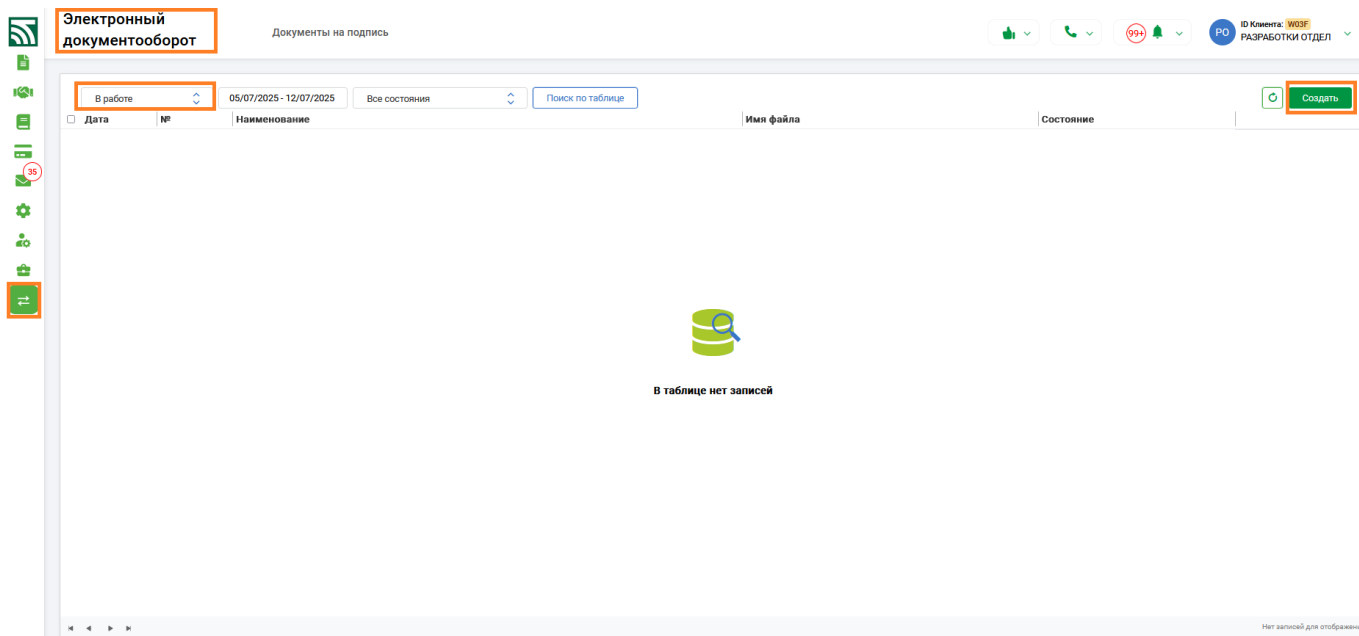 Электронный
документооборот
Документы на подпись
99+
РО
ID Клиента: W03F
РАЗРАБОТКИ ОТДЕЛ
В работе
05/07/2025 - 12/07/2025
Все состояния
Поиск по таблице
Создать
Дата
№
Наименование
Имя файла
Состояние
35
В таблице нет записей
Нет записей для отображени